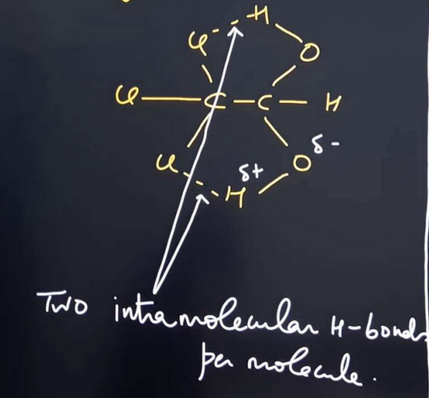 Cl H
O
Cl C C H
δ-
Cl O
δ+
H
Two intramolecular H-bonds
per molecule.